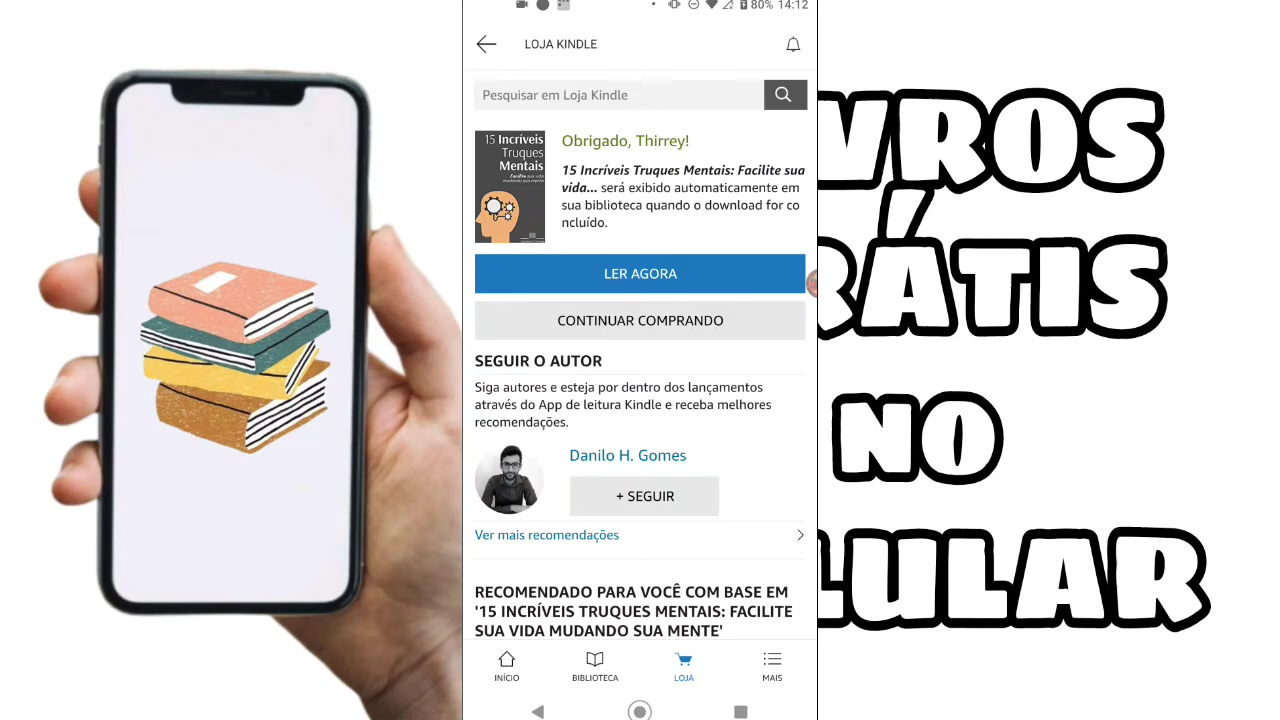 80% 14:12
LOJA KINDLE
Pesquisar em Loja Kindle
15 Incríveis
Truques
Mentais
Obrigado, Thirrey!
15 Incríveis Truques Mentais: Facilite sua
vida... será exibido automaticamente em
sua biblioteca quando o download for co
ncluído.
LER AGORA
CONTINUAR COMPRANDO
SEGUIR O AUTOR
Siga autores e esteja por dentro dos lançamentos
através do App de leitura Kindle e receba melhores
recomendações.
Danilo H. Gomes
+ SEGUIR
Ver mais recomendações
RECOMENDADO PARA VOCÊ COM BASE EM
'15 INCRÍVEIS TRUQUES MENTAIS: FACILITE
SUA VIDA MUDANDO SUA MENTE'
INÍCIO
BIBLIOTECA
LOJA
MAIS
VROS
RÁTIS
NO
LULAR